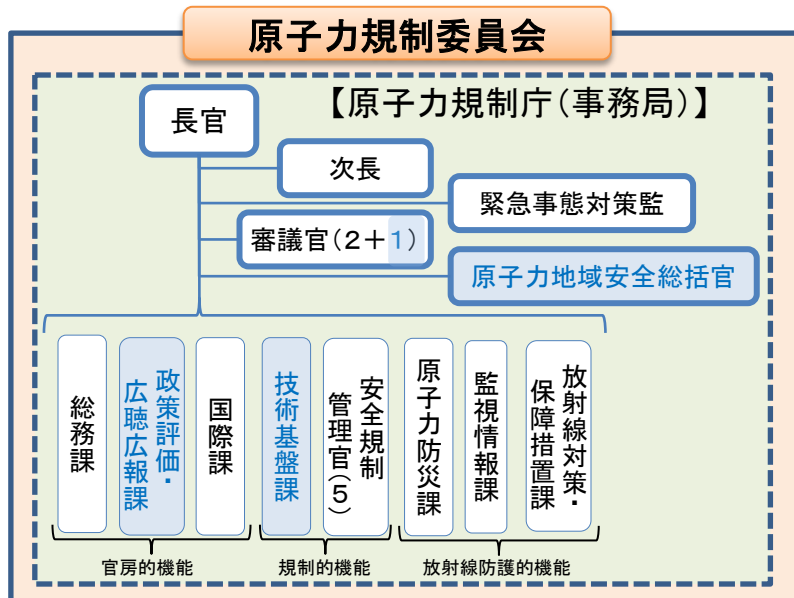 原子力規制委員会
【原子力規制庁(事務局)】
長官
次長
緊急事態対策監
審議官(2+1)
原子力地域安全総括官
総務課
政策評価・
広聴広報課
国際課
技術基盤課
安全規制
管理官(5)
原子力防災課
監視情報課
放射線対策・
保障措置課
官房的機能
規制的機能
放射線防護的機能